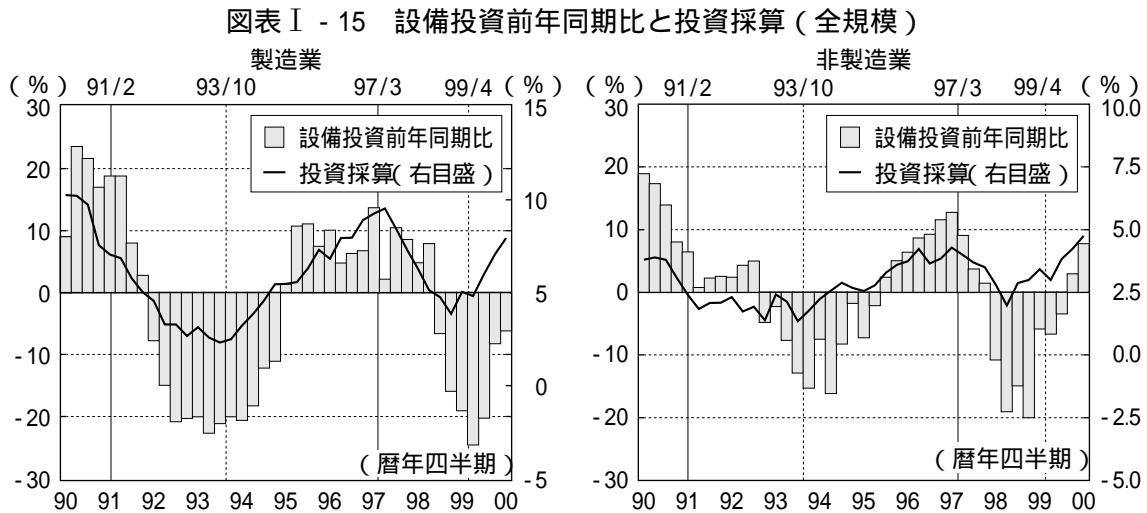 図表Ⅰ - 15 設備投資前年同期比と投資採算（全規模）
製造業
（%） 91/2 93/10 97/3 99/4 （%）
30 15
設備投資前年同期比
投資採算（右目盛）
20
10
10
0
5
-10
0
-20
（暦年四半期）
-30 -5
90 91 92 93 94 95 96 97 98 99 00
非製造業
（%） 91/2 93/10 97/3 99/4 （%）
30 10.0
設備投資前年同期比
投資採算（右目盛）
20 7.5
10 5.0
0 2.5
-10 0.0
-20 -2.5
（暦年四半期）
-30 -5.0
90 91 92 93 94 95 96 97 98 99 00